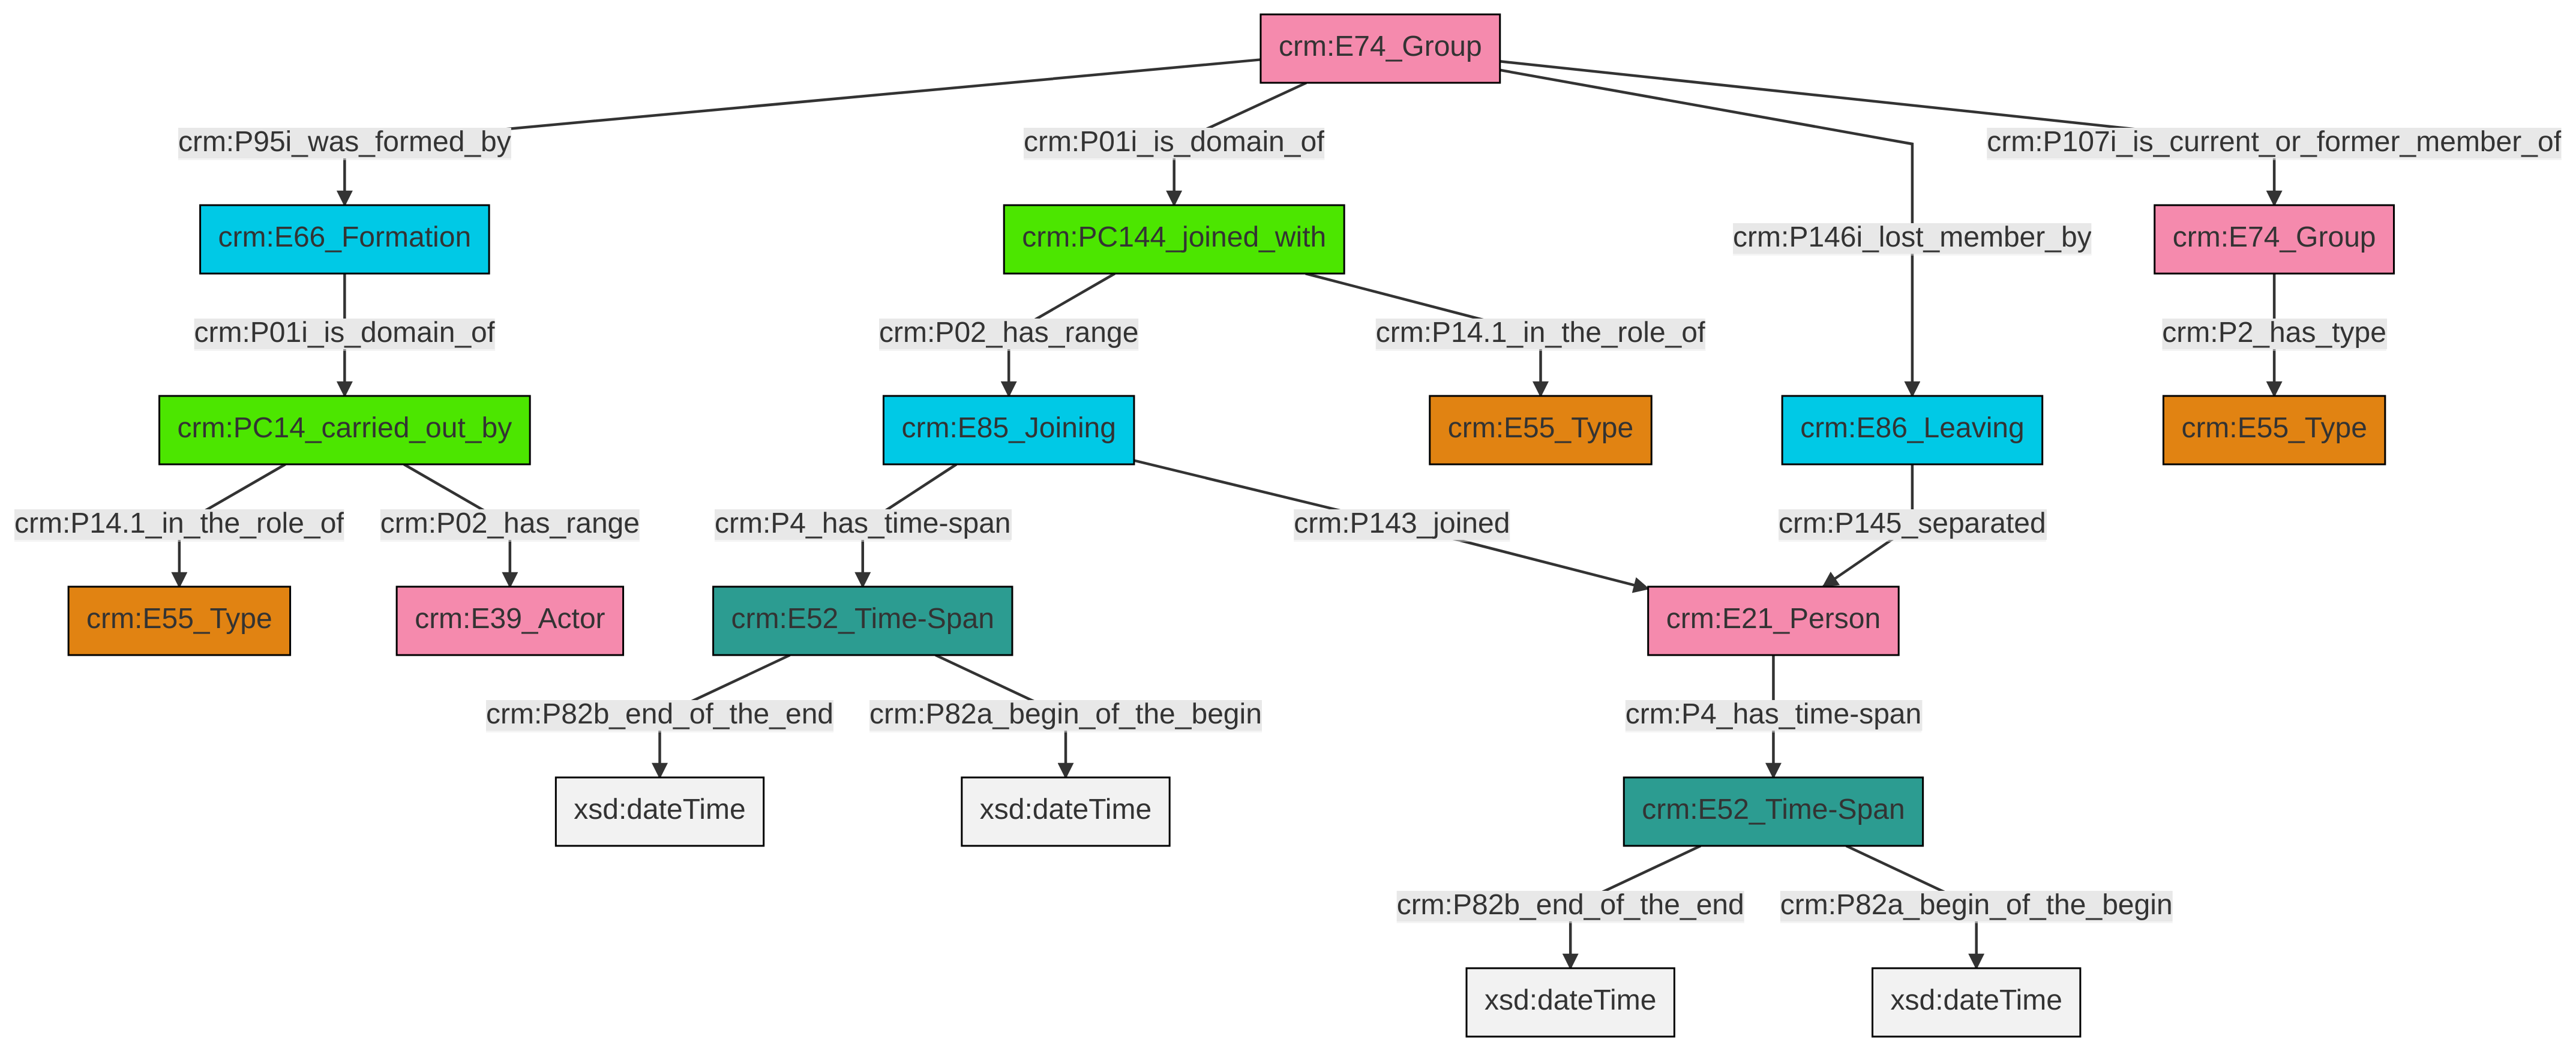 crm:E74_Group
crm:P95i_was_formed_by
crm:P01i_is_domain_of
crm:P107i_is_current_or_former_member_of
crm:E66_Formation
crm:PC144_joined_with
crm:P146i_lost_member_by
crm:E74_Group
crm:P01i_is_domain_of
crm:P02_has_range
crm:P14.1_in_the_role_of
crm:P2_has_type
crm:PC14_carried_out_by
crm:E85_Joining
crm:E55_Type
crm:E86_Leaving
crm:E55_Type
crm:P14.1_in_the_role_of
crm:P02_has_range
crm:P4_has_time-span
crm:P143_joined
crm:P145_separated
crm:E55_Type
crm:E39_Actor
crm:E52_Time-Span
crm:E21_Person
crm:P82b_end_of_the_end
crm:P82a_begin_of_the_begin
crm:P4_has_time-span
xsd:dateTime
xsd:dateTime
crm:E52_Time-Span
crm:P82b_end_of_the_end
crm:P82a_begin_of_the_begin
xsd:dateTime
xsd:dateTime